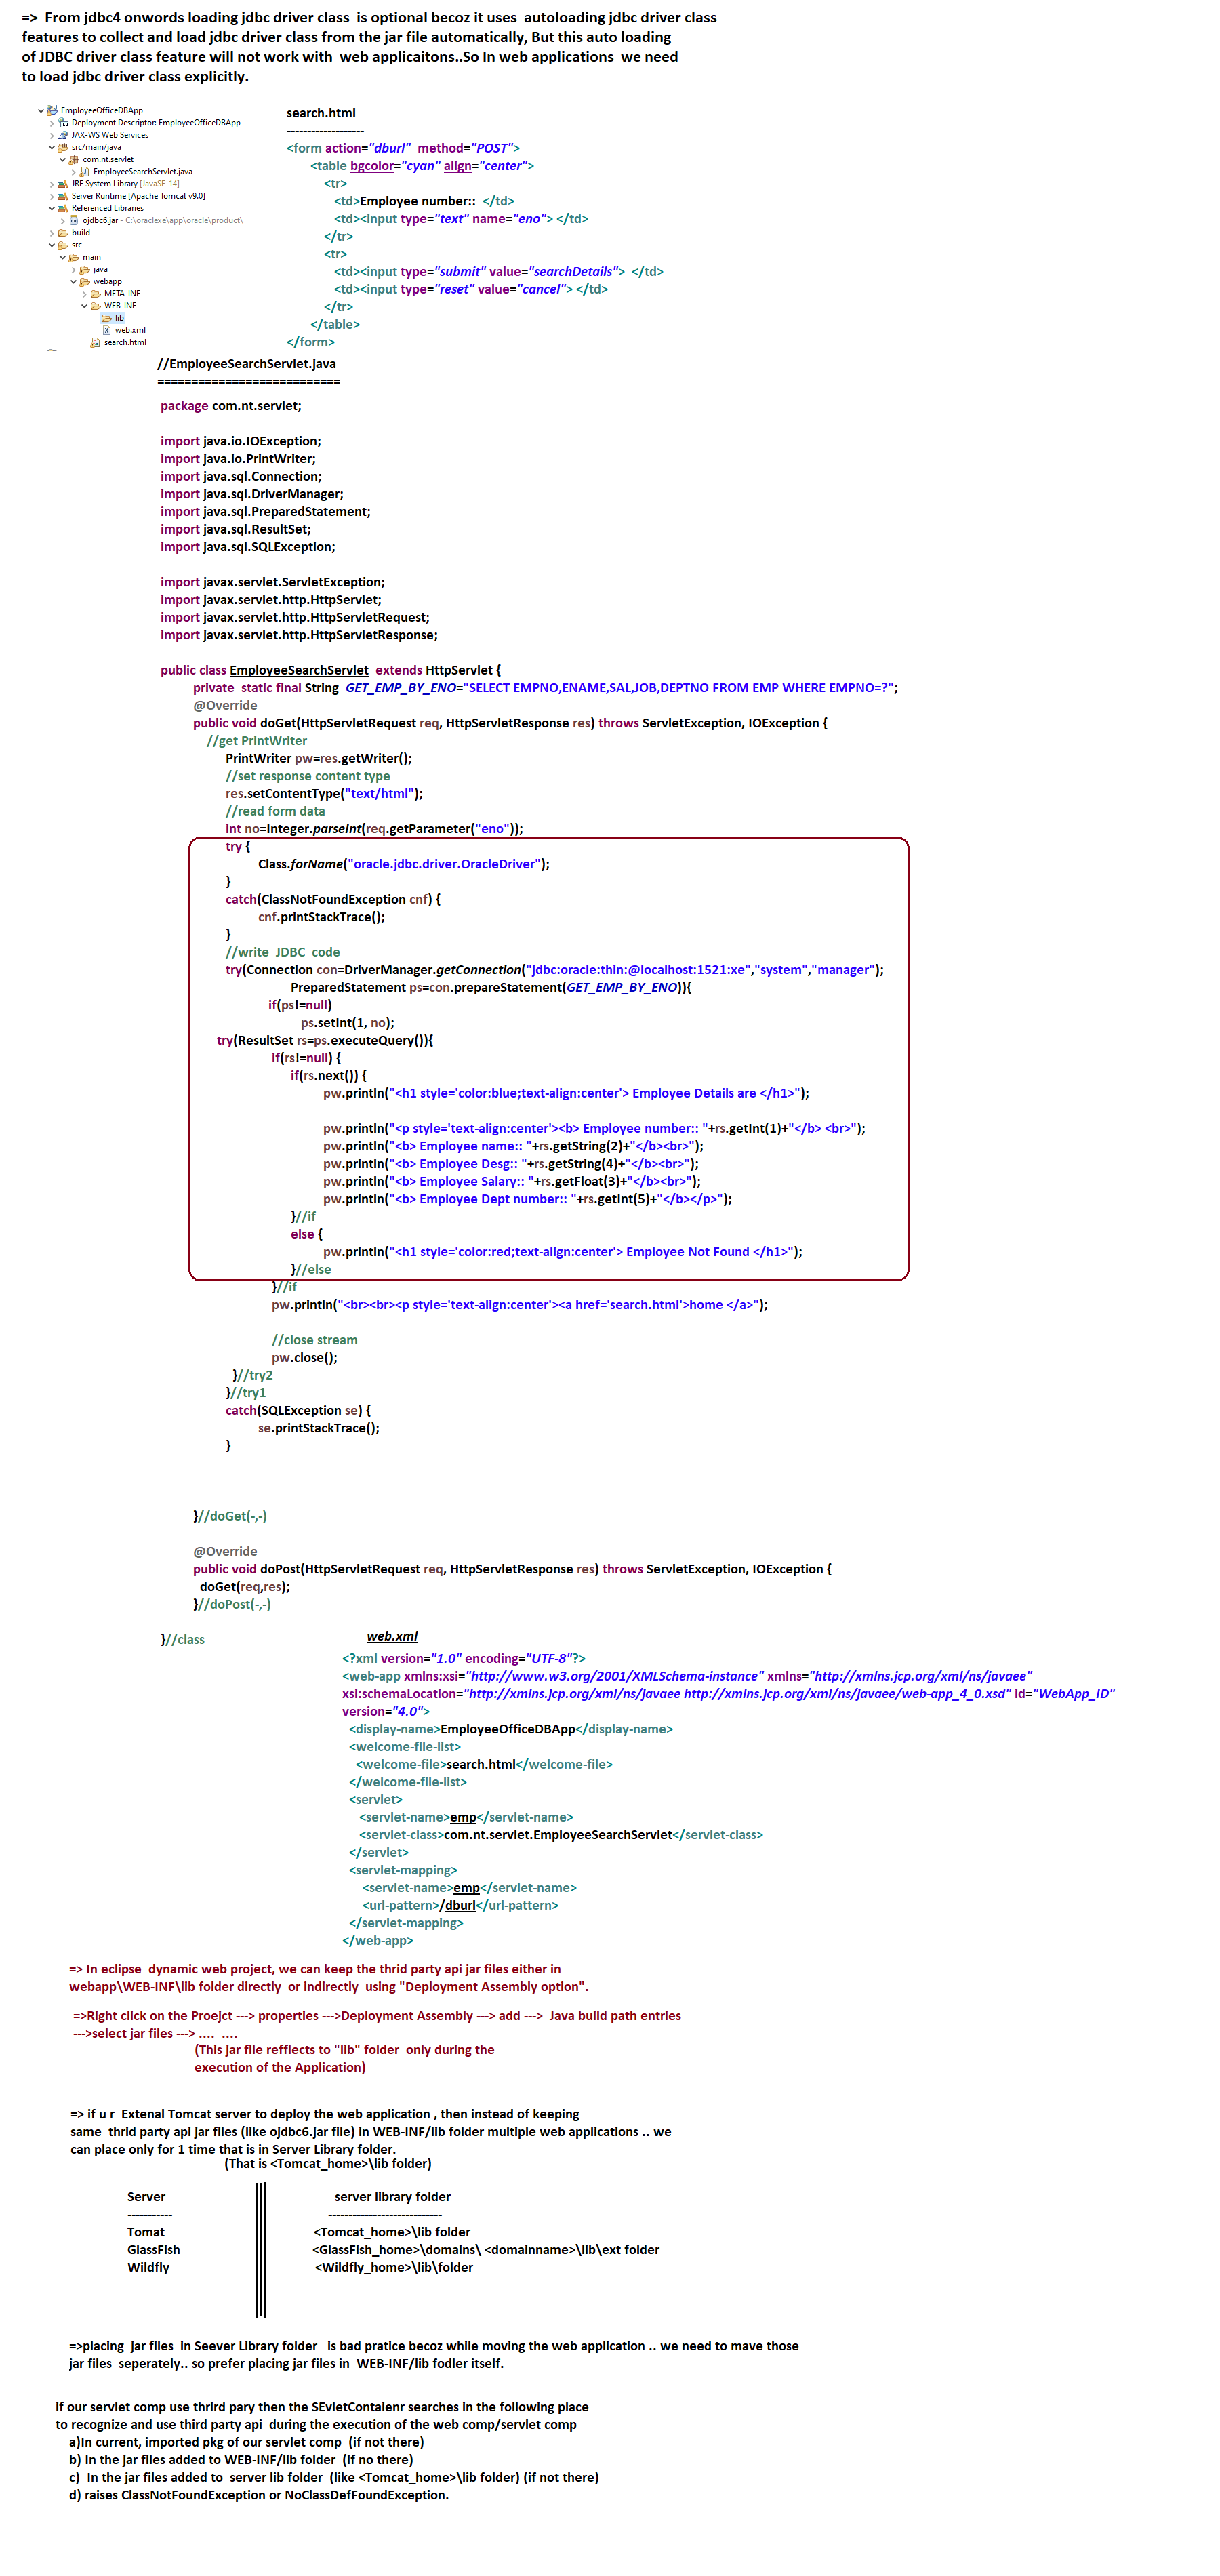 => From jdbc4 onwords loading jdbc driver class is optional becoz it uses autoloading jdbc driver class
features to collect and load jdbc driver class from the jar file automatically, But this auto loading
of JDBC driver class feature will not work with web applicaitons..So In web applications we need
to load jdbc driver class explicitly.
EmployeeOfficeDBApp
Deployment Descriptor: EmployeeOfficeDBApp
JAX-WS Web Services
src/main/java
com.nt.servlet
EmployeeSearchServlet.java
JRE System Library [JavaSE-14]
Server Runtime [Apache Tomcat v9.0]
Referenced Libraries
ojdbc6.jar - C:\oraclexe\app\oracle\product\
build
src
main
java
webapp
META-INF
WEB-INF
lib
web.xml
search.html
search.html
-------------------
<form action="dburl" method="POST">
<table bgcolor="cyan" align="center">
<tr>
<td>Employee number:: </td>
<td><input type="text" name="eno"> </td>
</tr>
<tr>
<td><input type="submit" value="searchDetails"> </td>
<td><input type="reset" value="cancel"> </td>
</tr>
</table>
</form>
//EmployeeSearchServlet.java
===========================
package com.nt.servlet;
import java.io.IOException;
import java.io.PrintWriter;
import java.sql.Connection;
import java.sql.DriverManager;
import java.sql.PreparedStatement;
import java.sql.ResultSet;
import java.sql.SQLException;
import javax.servlet.ServletException;
import javax.servlet.http.HttpServlet;
import javax.servlet.http.HttpServletRequest;
import javax.servlet.http.HttpServletResponse;
public class EmployeeSearchServlet extends HttpServlet {
private static final String GET_EMP_BY_ENO="SELECT EMPNO,ENAME,SAL,JOB,DEPTNO FROM EMP WHERE EMPNO=?";
@Override
public void doGet(HttpServletRequest req, HttpServletResponse res) throws ServletException, IOException {
//get PrintWriter
PrintWriter pw=res.getWriter();
//set response content type
res.setContentType("text/html");
//read form data
int no=Integer.parseInt(req.getParameter("eno"));
try {
Class.forName("oracle.jdbc.driver.OracleDriver");
}
catch(ClassNotFoundException cnf) {
cnf.printStackTrace();
}
//write JDBC code
try(Connection con=DriverManager.getConnection("jdbc:oracle:thin:@localhost:1521:xe","system","manager");
PreparedStatement ps=con.prepareStatement(GET_EMP_BY_ENO)){
if(ps!=null)
ps.setInt(1, no);
try(ResultSet rs=ps.executeQuery()){
if(rs!=null) {
if(rs.next()) {
pw.println("<h1 style='color:blue;text-align:center'> Employee Details are </h1>");
pw.println("<p style='text-align:center'><b> Employee number:: "+rs.getInt(1)+"</b> <br>");
pw.println("<b> Employee name:: "+rs.getString(2)+"</b><br>");
pw.println("<b> Employee Desg:: "+rs.getString(4)+"</b><br>");
pw.println("<b> Employee Salary:: "+rs.getFloat(3)+"</b><br>");
pw.println("<b> Employee Dept number:: "+rs.getInt(5)+"</b></p>");
}//if
else {
pw.println("<h1 style='color:red;text-align:center'> Employee Not Found </h1>");
}//else
}//if
pw.println("<br><br><p style='text-align:center'><a href='search.html'>home </a>");
//close stream
pw.close();
}//try2
}//try1
catch(SQLException se) {
se.printStackTrace();
}
}//doGet(-,-)
@Override
public void doPost(HttpServletRequest req, HttpServletResponse res) throws ServletException, IOException {
doGet(req,res);
}//doPost(-,-)
}//class
web.xml
<?xml version="1.0" encoding="UTF-8"?>
<web-app xmlns:xsi="http://www.w3.org/2001/XMLSchema-instance" xmlns="http://xmlns.jcp.org/xml/ns/javaee"
xsi:schemaLocation="http://xmlns.jcp.org/xml/ns/javaee http://xmlns.jcp.org/xml/ns/javaee/web-app_4_0.xsd" id="WebApp_ID"
version="4.0">
<display-name>EmployeeOfficeDBApp</display-name>
<welcome-file-list>
<welcome-file>search.html</welcome-file>
</welcome-file-list>
<servlet>
<servlet-name>emp</servlet-name>
<servlet-class>com.nt.servlet.EmployeeSearchServlet</servlet-class>
</servlet>
<servlet-mapping>
<servlet-name>emp</servlet-name>
<url-pattern>/dburl</url-pattern>
</servlet-mapping>
</web-app>
=> In eclipse dynamic web project, we can keep the thrid party api jar files either in
webapp\WEB-INF\lib folder directly or indirectly using "Deployment Assembly option".
=>Right click on the Proejct ---> properties --->Deployment Assembly ---> add ---> Java build path entries
--->select jar files ---> .... ....
(This jar file refflects to "lib" folder only during the
execution of the Application)
=> if u r Extenal Tomcat server to deploy the web application , then instead of keeping
same thrid party api jar files (like ojdbc6.jar file) in WEB-INF/lib folder multiple web applications .. we
can place only for 1 time that is in Server Library folder.
(That is <Tomcat_home>\lib folder)
Server server library folder
----------- ----------------------------
Tomat <Tomcat_home>\lib folder
GlassFish <GlassFish_home>\domains\ <domainname>\lib\ext folder
Wildfly <Wildfly_home>\lib\folder
=>placing jar files in Seever Library folder is bad pratice becoz while moving the web application .. we need to mave those
jar files seperately.. so prefer placing jar files in WEB-INF/lib fodler itself.
if our servlet comp use thrird pary then the SEvletContaienr searches in the following place
to recognize and use third party api during the execution of the web comp/servlet comp
a)In current, imported pkg of our servlet comp (if not there)
b) In the jar files added to WEB-INF/lib folder (if no there)
c) In the jar files added to server lib folder (like <Tomcat_home>\lib folder) (if not there)
d) raises ClassNotFoundException or NoClassDefFoundException.